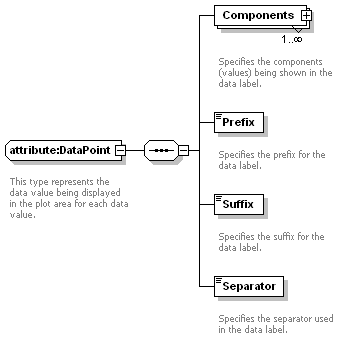 Components
1..∞
Specifies the components
(values) being shown in the
data label.
Prefix
Specifies the prefix for the
data label.
attribute:DataPoint
This type represents the
data value being displayed
in the plot area for each data
value.
Suffix
Specifies the suffix for the
data label.
Separator
Specifies the separator used
in the data label.